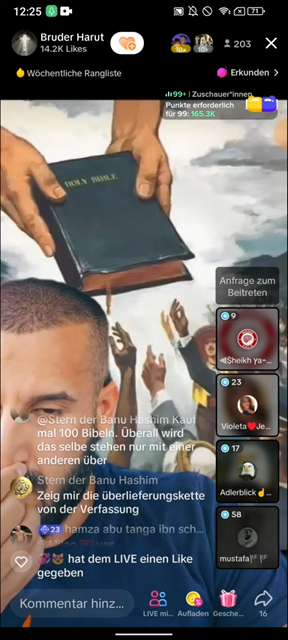 12:25
71
Bruder Harut
14.2K Likes
203
Wöchentliche Rangliste
Erkunden >
99+ | Zuschauer*innen
Punkte erforderlich
für 99: 165.3K
HOLY BIBLE
Anfrage zum
Beitreten
9
Sheikh ya
23
Violeta❤️Je...
17
Adlerblick
58
mustafa
@Stern der Banu Hashim Kauf
mal 100 Bibeln. Überall wird
das selbe stehen nur mit einer
anderen über
Stern der Banu Hashim
Zeig mir die überlieferungskette
von der Verfassung
23 hamza abu tanga ibn sch...
hat dem LIVE einen Like
gegeben
Kommentar hinz...
LIVE mi...
Aufladen
Gesche...
16